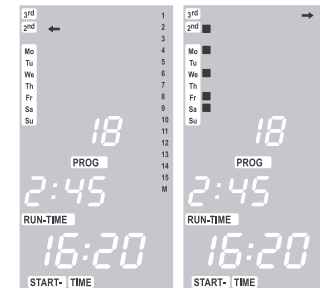 3rd
2nd
Mo
Tu
We
Th
Fr
Sa
Su
1
2
3
4
5
6
7
8
9
10
11
12
13
14
15
M
18
PROG
2:45
RUN-TIME
16:20
START- TIME
3rd
2nd
Mo
Tu
We
Th
Fr
Sa
Su
18
PROG
2:45
RUN-TIME
16:20
START- TIME